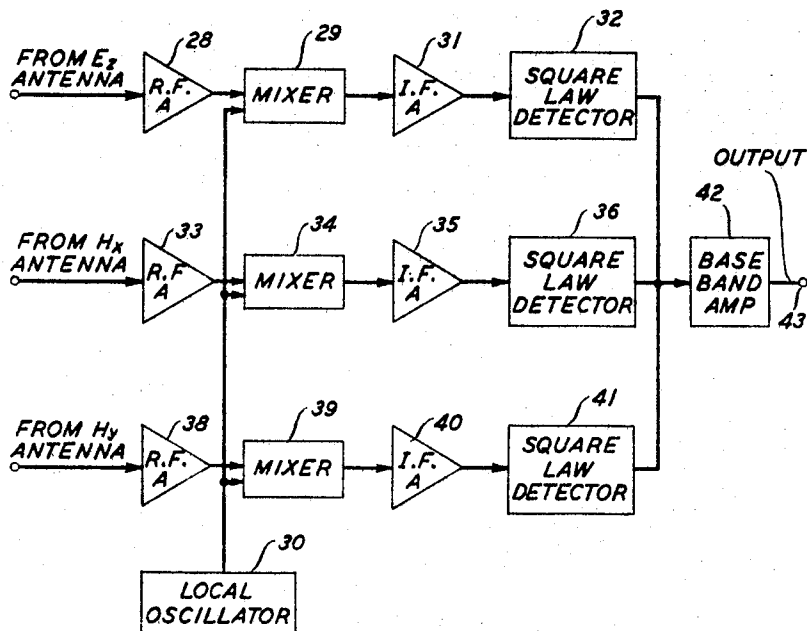 28
FROM Ez
ANTENNA
R.F.
A
29
MIXER
31
I.F.
A
32
SQUARE
LAW
DETECTOR
33
FROM Hx
ANTENNA
R.F
A
34
MIXER
35
I.F.
A
36
SQUARE
LAW
DETECTOR
OUTPUT
42
BASE
BAND
AMP
43
38
FROM Hy
ANTENNA
R.F.
A
39
MIXER
40
I.F.
A
41
SQUARE
LAW
DETECTOR
30
LOCAL
OSCILLATOR